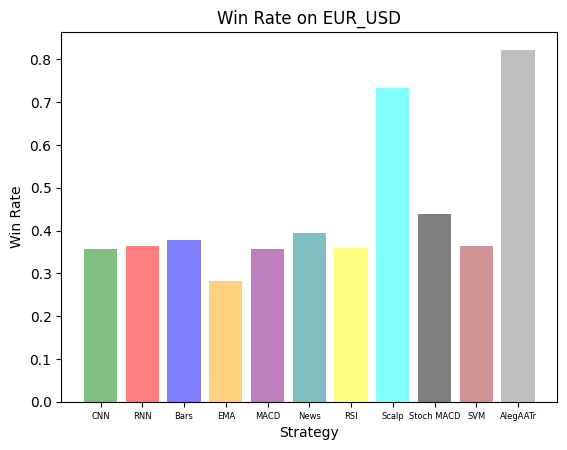 Win Rate on EUR_USD
Win Rate
0.8
0.7
0.6
0.5
0.4
0.3
0.2
0.1
0.0
CNN RNN Bars EMA MACD News RSI Scalp Stoch MACD SVM AlegAATr
Strategy